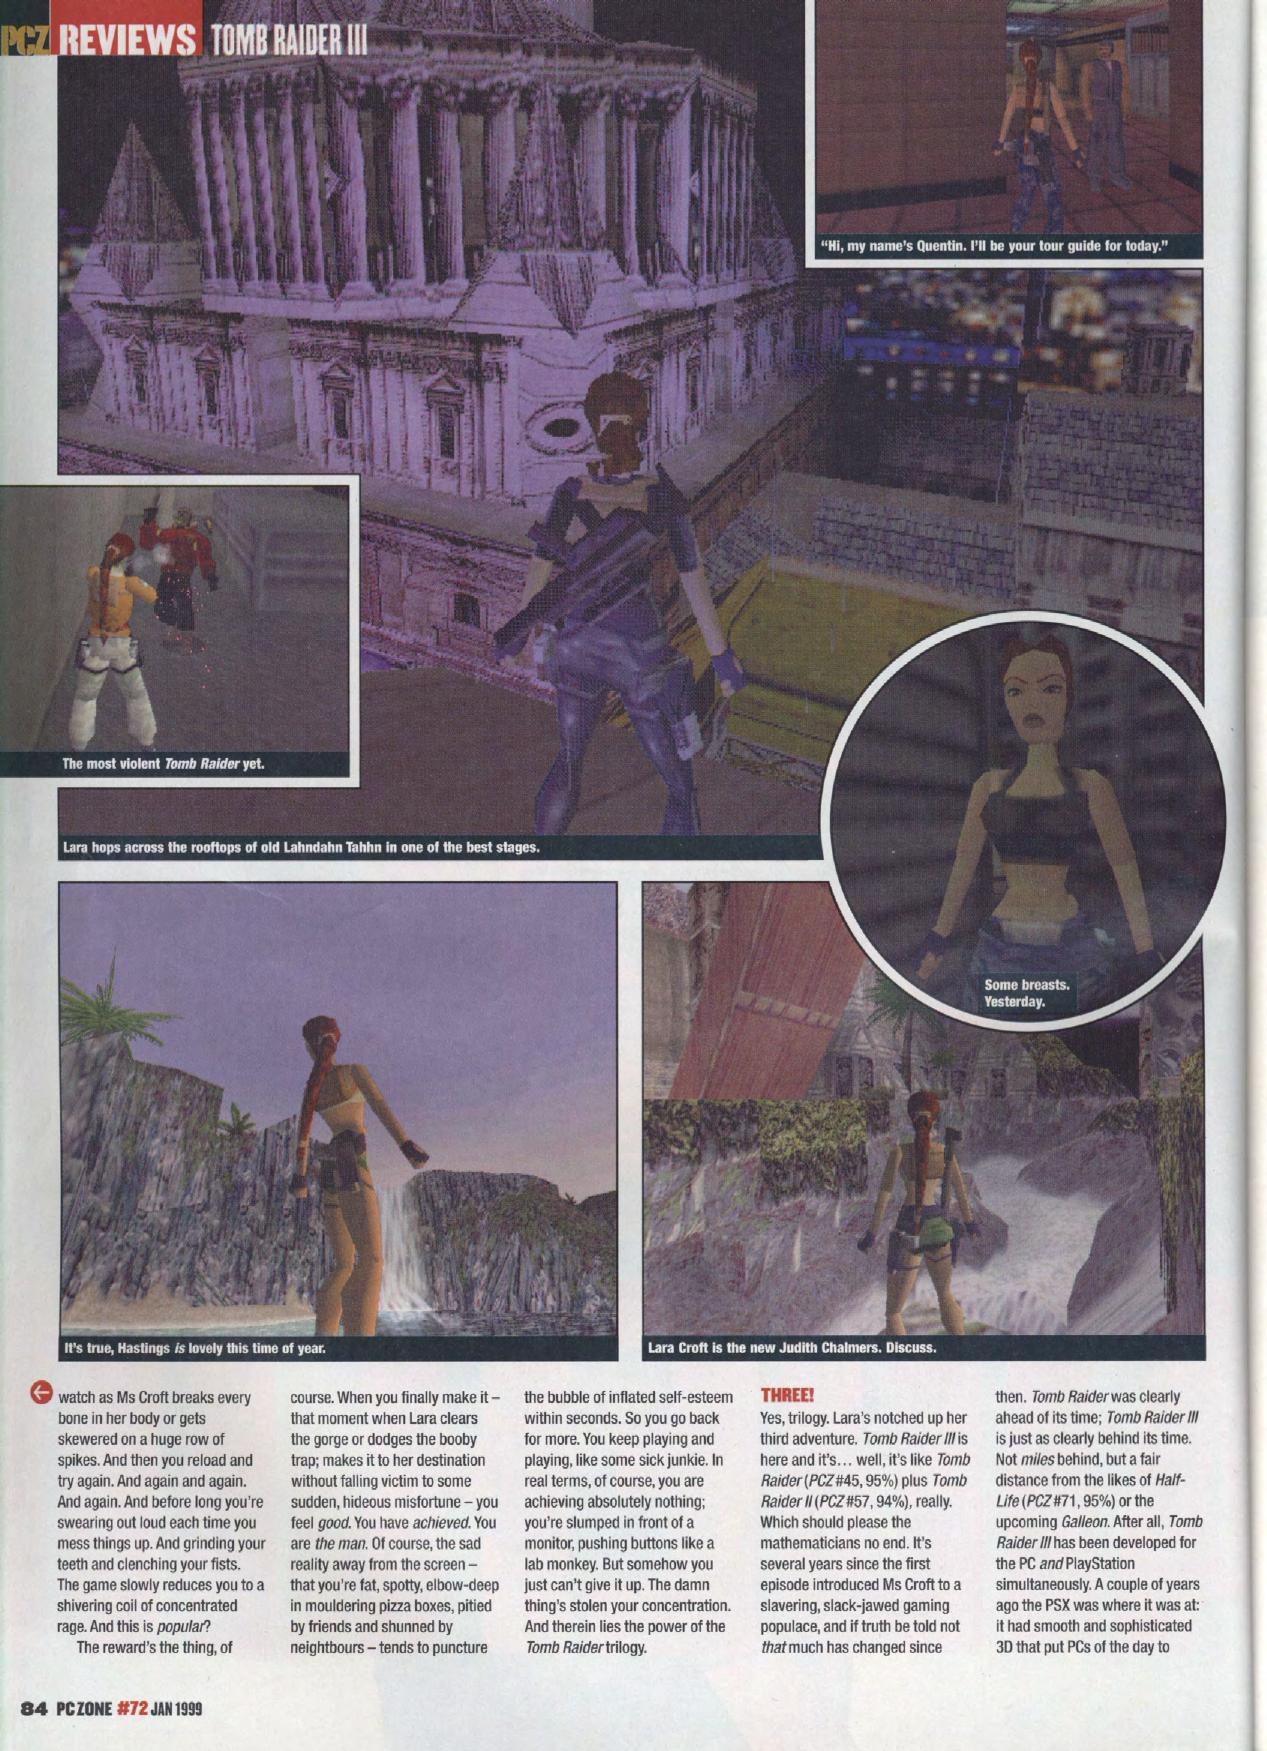 PCZ REVIEWS TOMB RAIDER III
"Hi, my name's Quentin. I'll be your tour guide for today."
The most violent Tomb Raider yet.
Lara hops across the rooftops of old Lahndahn Tahhn in one of the best stages.
Some breasts.
Yesterday.
It's true, Hastings is lovely this time of year.
Lara Croft is the new Judith Chalmers. Discuss.
watch as Ms Croft breaks every
bone in her body or gets
skewered on a huge row of
spikes. And then you reload and
try again. And again and again.
And again. And before long you're
swearing out loud each time you
mess things up. And grinding your
teeth and clenching your fists.
The game slowly reduces you to a
shivering coil of concentrated
rage. And this is popular?
The reward's the thing, of
course. When you finally make it –
that moment when Lara clears
the gorge or dodges the booby
trap; makes it to her destination
without falling victim to some
sudden, hideous misfortune – you
feel good. You have achieved. You
are the man. Of course, the sad
reality away from the screen –
that you're fat, spotty, elbow-deep
in mouldering pizza boxes, pitied
by friends and shunned by
neighbours – tends to puncture
the bubble of inflated self-esteem
within seconds. So you go back
for more. You keep playing and
playing, like some sick junkie. In
real terms, of course, you are
achieving absolutely nothing;
you're slumped in front of a
monitor, pushing buttons like a
lab monkey. But somehow you
just can't give it up. The damn
thing's stolen your concentration.
And therein lies the power of the
Tomb Raider trilogy.
THREE!
Yes, trilogy. Lara's notched up her
third adventure. Tomb Raider III is
here and it's... well, it's like Tomb
Raider (PCZ #45, 95%) plus Tomb
Raider II (PCZ #57, 94%), really.
Which should please the
mathematicians no end. It's
several years since the first
episode introduced Ms Croft to a
slavering, slack-jawed gaming
populace, and if truth be told not
that much has changed since
then. Tomb Raider was clearly
ahead of its time; Tomb Raider III
is just as clearly behind its time.
Not miles behind, but a fair
distance from the likes of Half-
Life (PCZ #71, 95%) or the
upcoming Galleon. After all, Tomb
Raider III has been developed for
the PC and PlayStation
simultaneously. A couple of years
ago the PSX was where it was at:
it had smooth and sophisticated
3D that put PCs of the day to
84 PC ZONE #72 JAN 1999